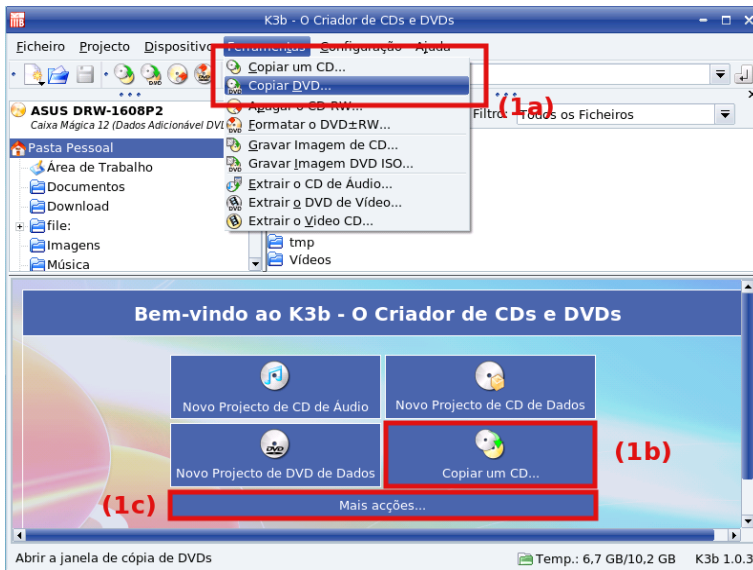 K3b - O Criador de CDs e DVDs
Ficheiro Projecto Dispositivo Ferramentas Configuração Ajuda
Copiar um CD...
Copiar DVD...
(1a)
ASUS DRW-1608P2
Apagar o CD-RW...
Filtro: Todos os Ficheiros
Caixa Mágica 12 (Dados Adicionável DV
Formatar o DVD±RW...
Pasta Pessoal
Gravar Imagem de CD...
Área de Trabalho
Gravar Imagem DVD ISO...
Documentos
Extrair o CD de Áudio...
Download
Extrair o DVD de Vídeo...
file:
Extrair o Video CD...
Imagens
tmp
Música
Vídeos
Bem-vindo ao K3b - O Criador de CDs e DVDs
Novo Projecto de CD de Áudio
Novo Projecto de CD de Dados
Novo Projecto de DVD de Dados
Copiar um CD...
(1b)
(1c)
Mais acções...
Abrir a janela de cópia de DVDs
Temp.: 6,7 GB/10,2 GB
K3b 1.0.3